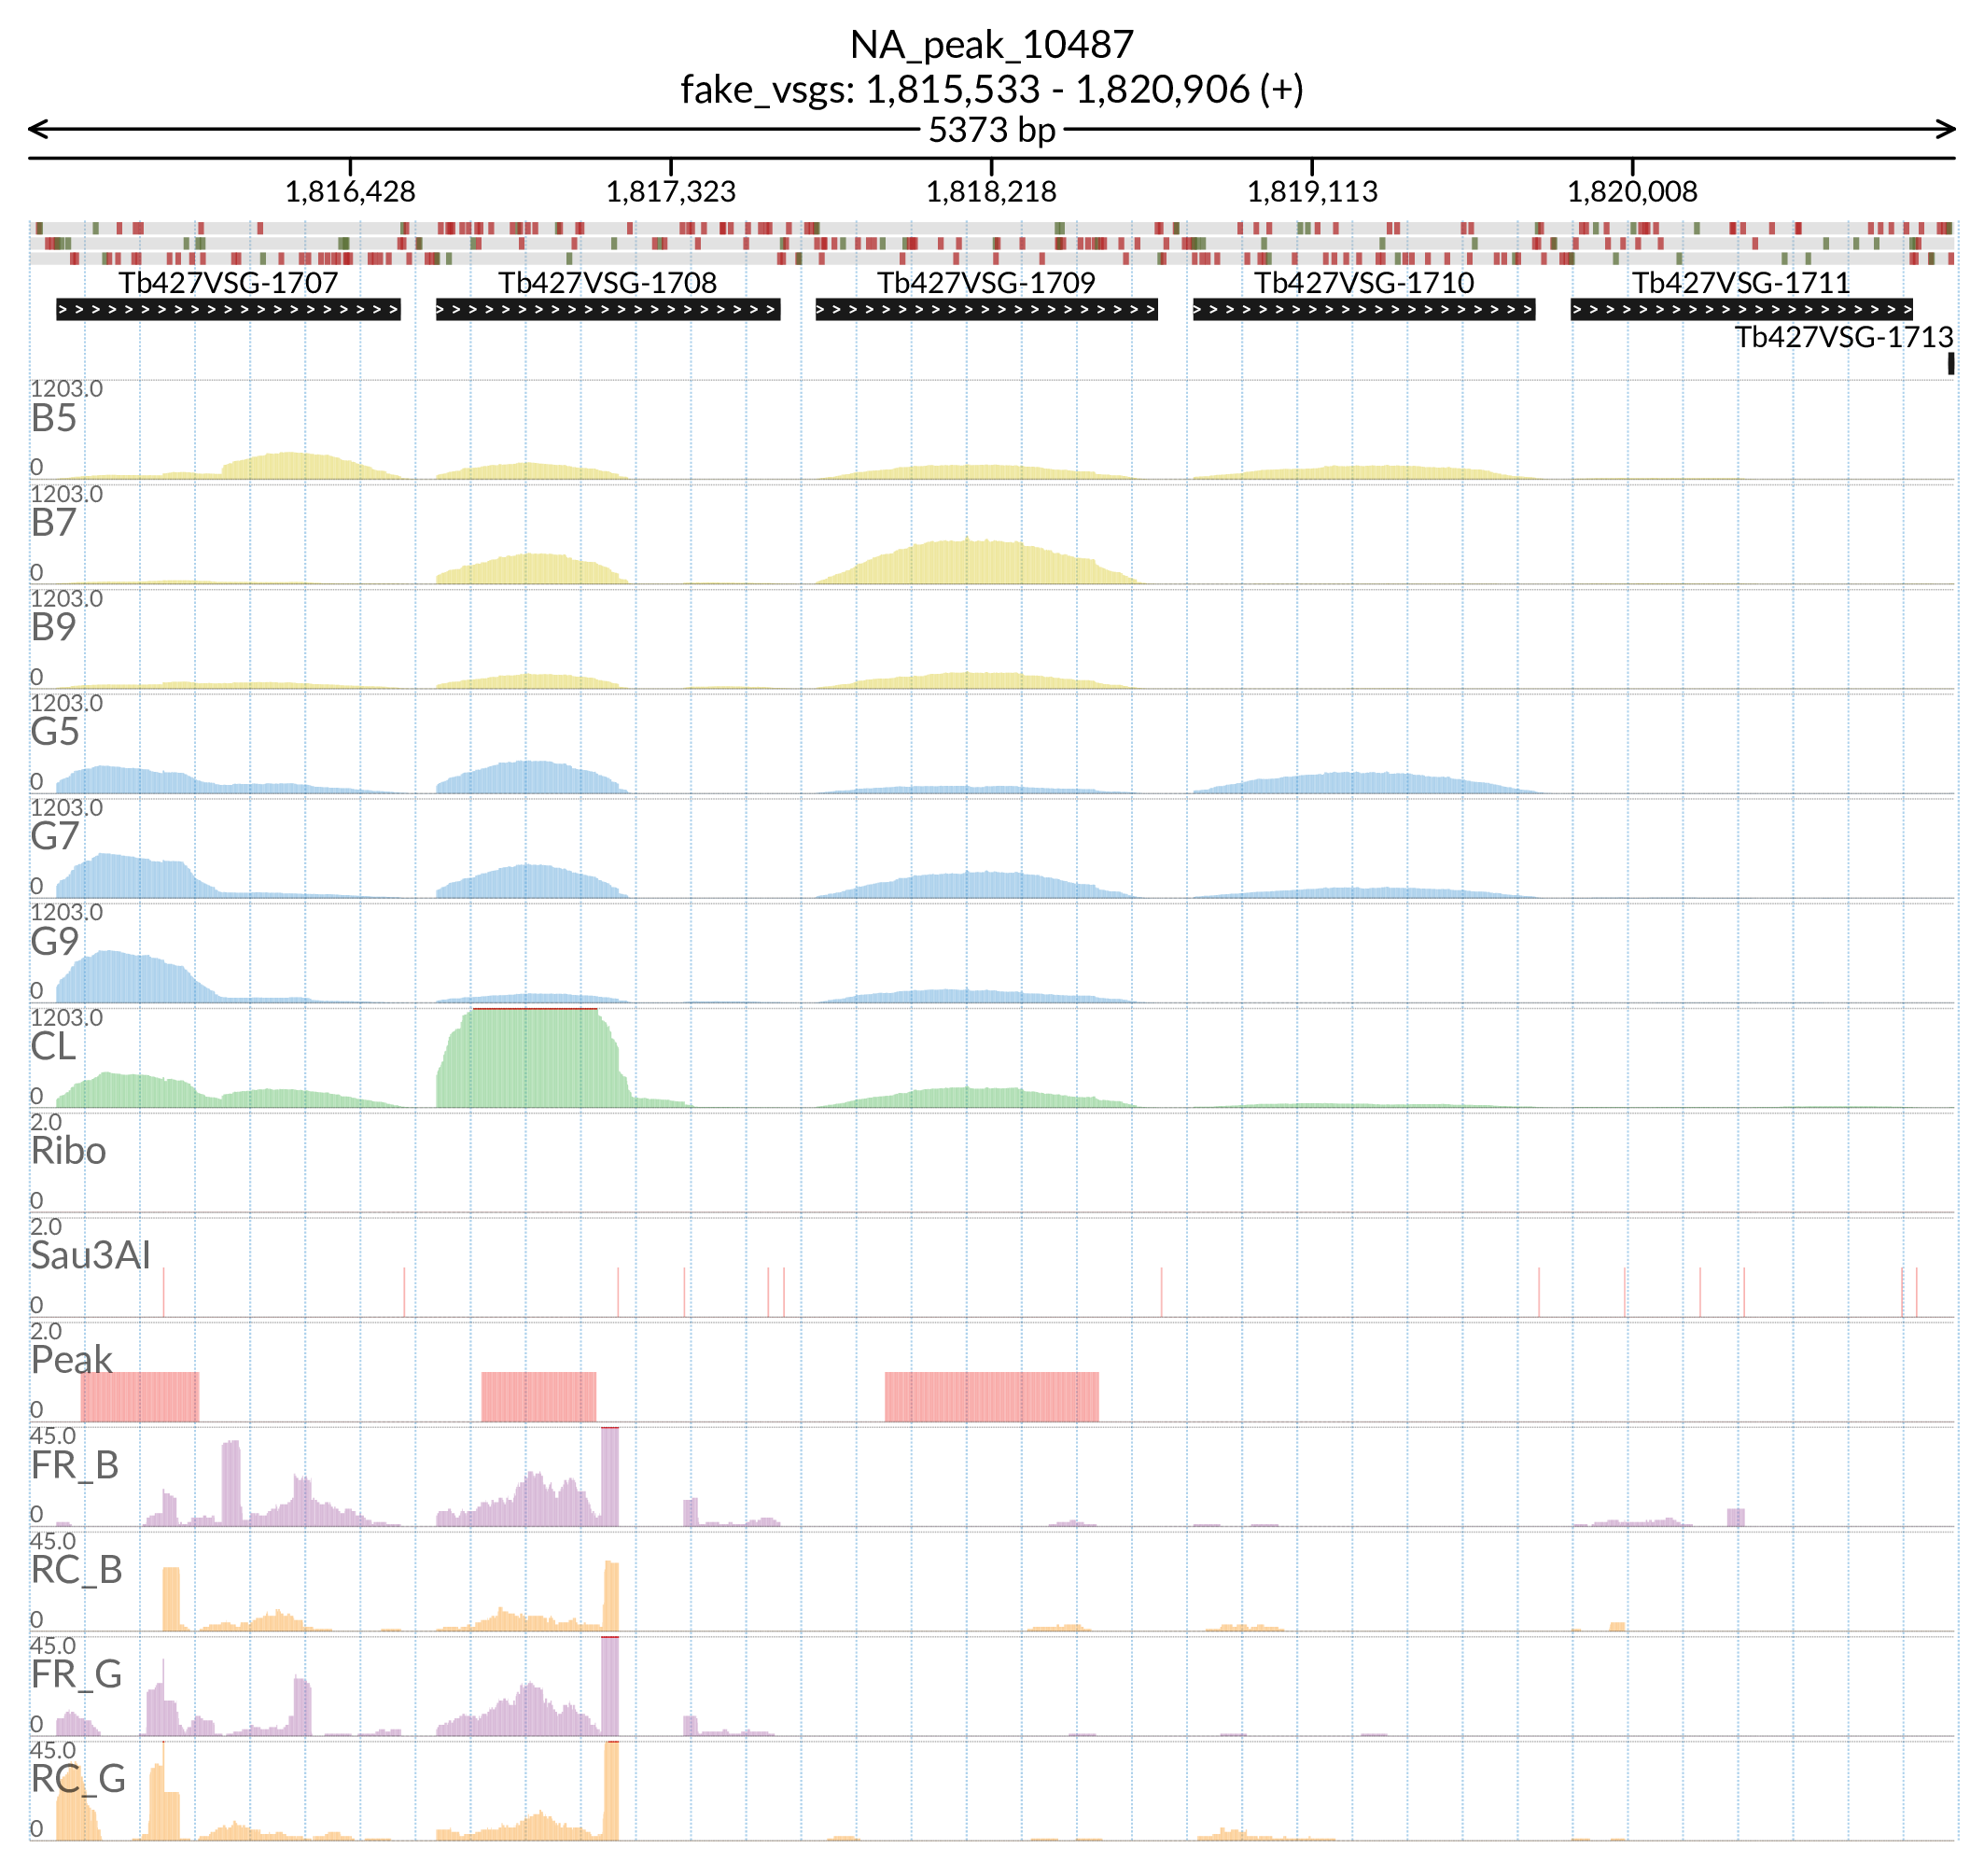 NA_peak_10487
fake_vsgs: 1,815,533 - 1,820,906 (+)
5373 bp
1,816,428 1,817,323 1,818,218 1,819,113 1,820,008
Tb427VSG-1707 Tb427VSG-1708 Tb427VSG-1709 Tb427VSG-1710 Tb427VSG-1711
Tb427VSG-1713
1203.0
B5
0
1203.0
B7
0
1203.0
B9
0
1203.0
G5
0
1203.0
G7
0
1203.0
G9
0
1203.0
CL
0
2.0
Ribo
0
2.0
Sau3AI
0
2.0
Peak
0
45.0
FR_B
0
45.0
RC_B
0
45.0
FR_G
0
45.0
RC_G
0